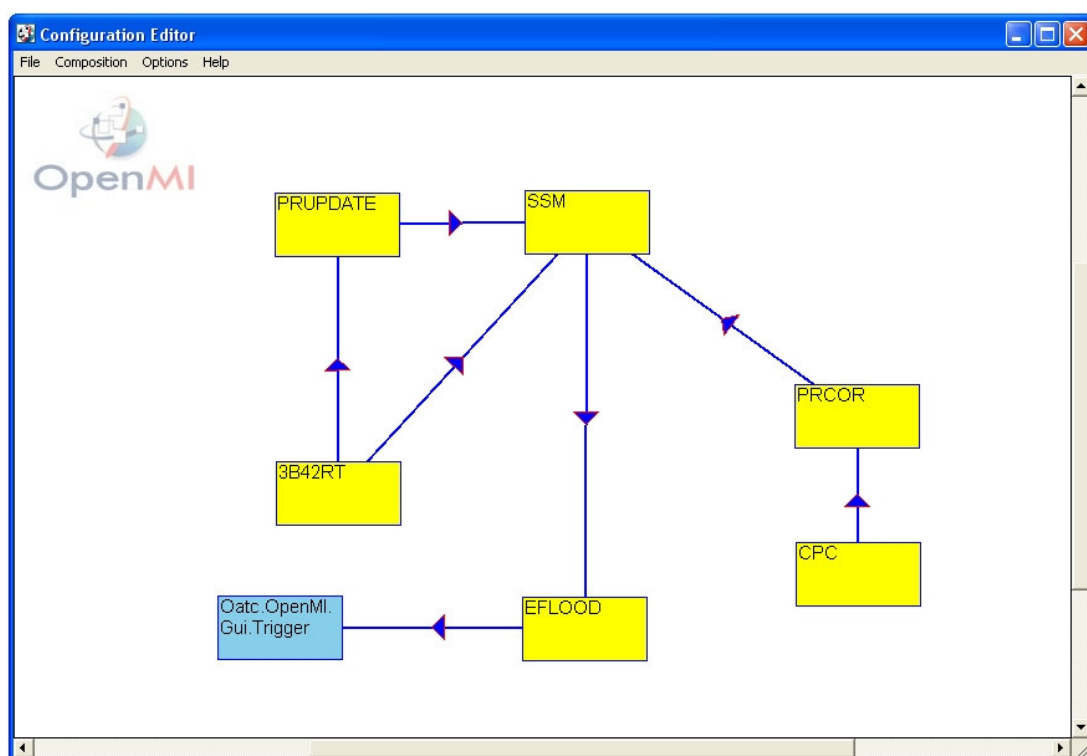 Configuration Editor
File Composition Options Help
OpenMI
PRUPDATE
SSM
PRCOR
3B42RT
CPC
Oatc.OpenMI.
Gui.Trigger
EFLOOD